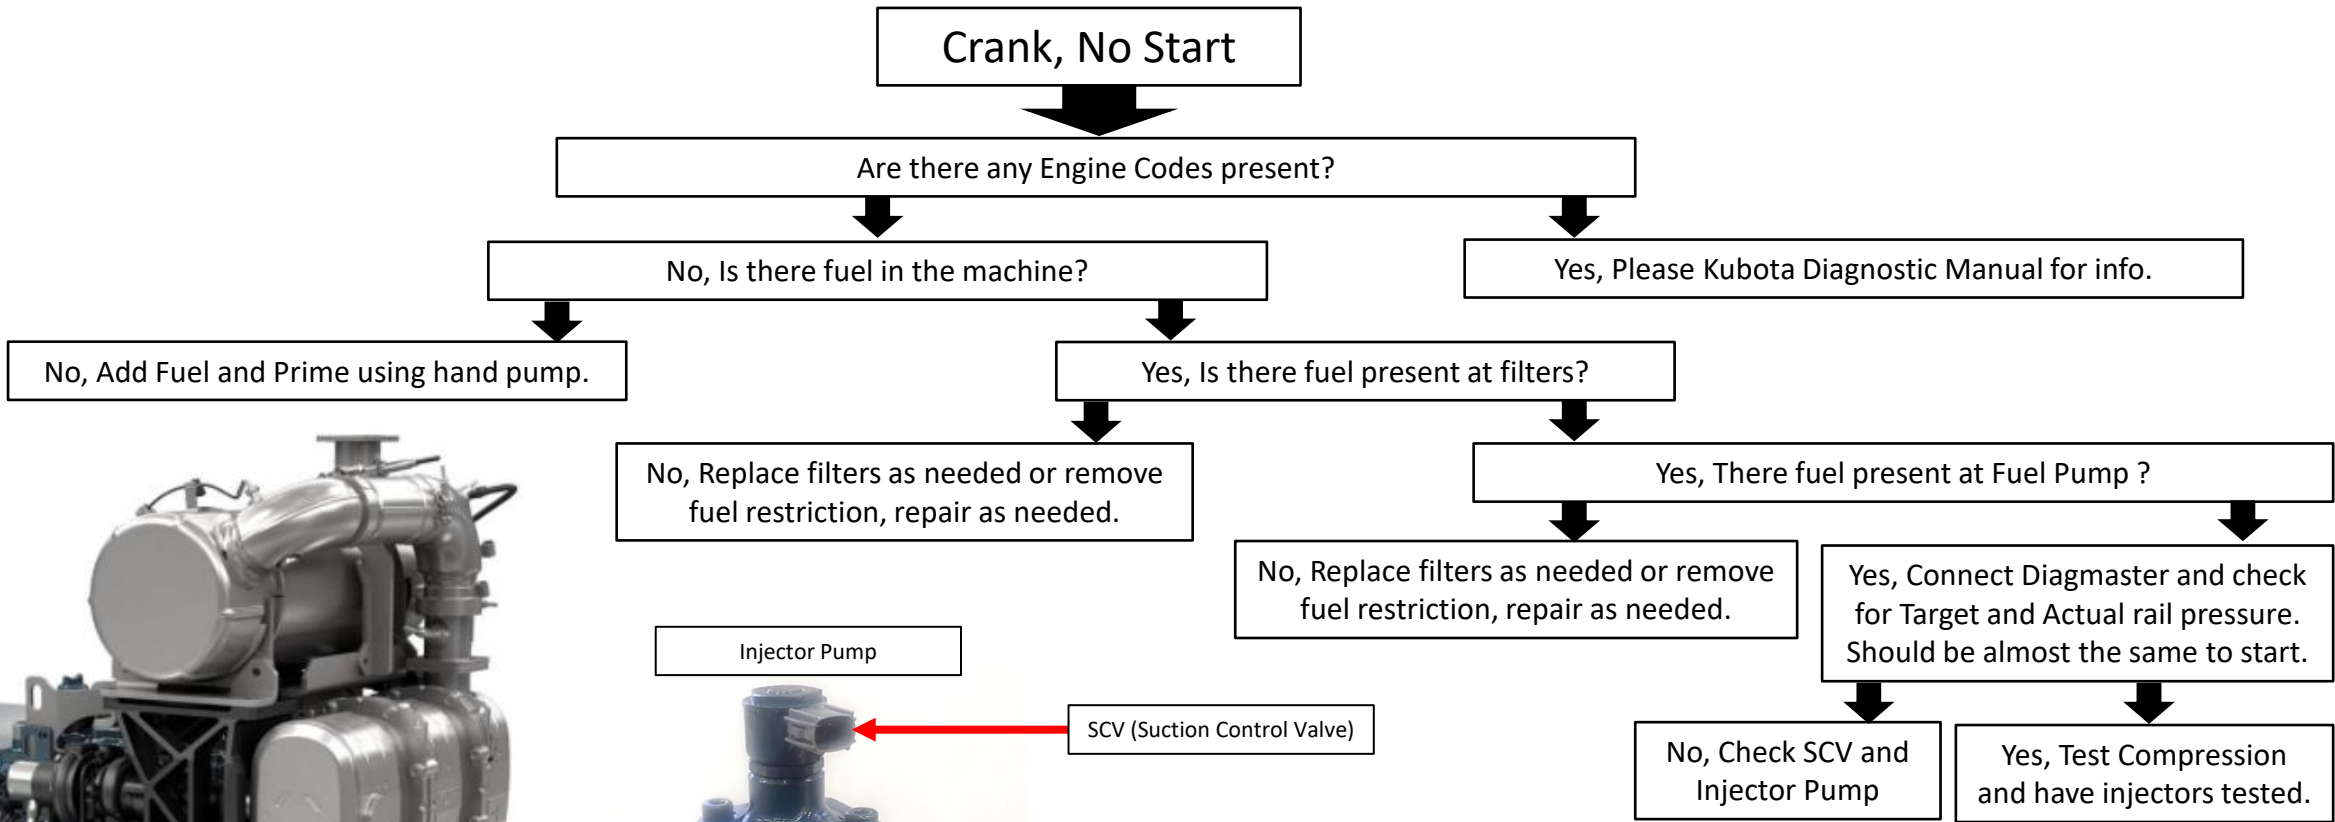 Crank, No Start
Are there any Engine Codes present?
No, Is there fuel in the machine?
Yes, Please Kubota Diagnostic Manual for info.
No, Add Fuel and Prime using hand pump.
Yes, Is there fuel present at filters?
No, Replace filters as needed or remove
fuel restriction, repair as needed.
Yes, There fuel present at Fuel Pump ?
No, Replace filters as needed or remove
fuel restriction, repair as needed.
Yes, Connect Diagmaster and check
for Target and Actual rail pressure.
Should be almost the same to start.
Injector Pump
SCV (Suction Control Valve)
No, Check SCV and
Injector Pump
Yes, Test Compression
and have injectors tested.